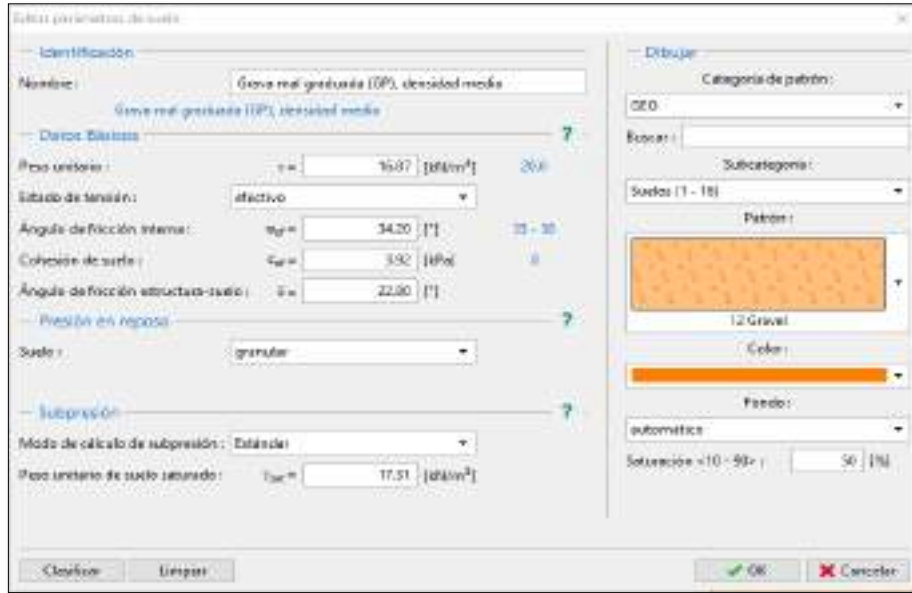 Editar parámetros de suelo
Identificación
Nombre :
Grava mal graduada (GP), densidad media
Grava mal graduada (GP), densidad media
Datos Básicos
?
Peso unitario :
γ =
16.87
[kN/m³]
20.0
Estado de tensión :
efectivo
Ángulo de fricción interna :
φef =
34.20
[°]
33 - 38
Cohesión de suelo :
cef =
3.92
[kPa]
0
Ángulo de fricción estructura-suelo :
δ =
22.80
[°]
Presión en reposo
?
Suelo :
granular
Subpresión
?
Modo de cálculo de subpresión :
Estándar
Peso unitario de suelo saturado :
γsat =
17.51
[kN/m³]
Clasificar
Limpiar
Dibujar
Categoría de patrón :
GEO
Buscar :
Subcategoría :
Suelos (1 - 16)
Patrón :
12 Gravel
Color :
Fondo :
automático
Saturación <10 - 90> :
50
[%]
OK
Cancelar